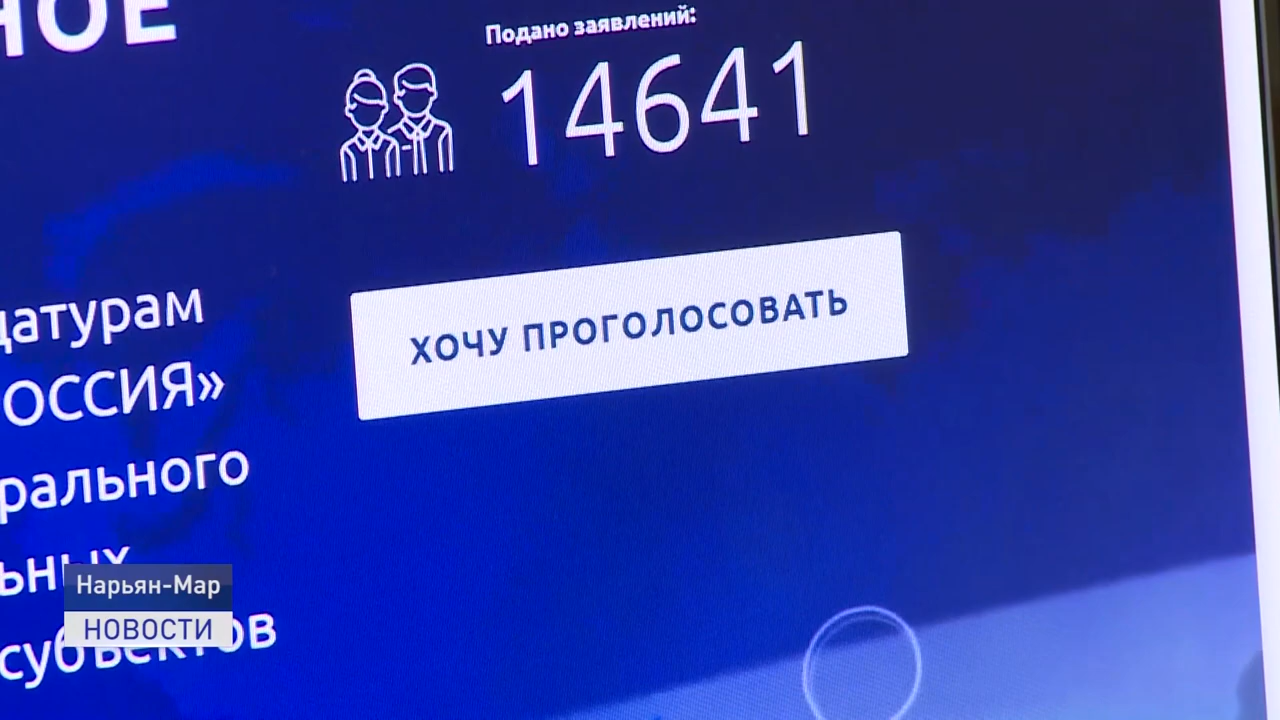 НОЕ
Подано заявлений:
14641
ХОЧУ ПРОГОЛОСОВАТЬ
датурам
ОССИЯ»
рального
ьных
субъектов
Нарьян-Мар
НОВОСТИ